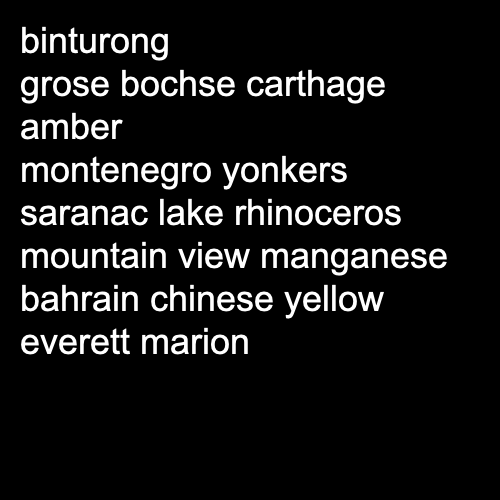 binturong
grose bochse carthage
amber
montenegro yonkers
saranac lake rhinoceros
mountain view manganese
bahrain chinese yellow
everett marion